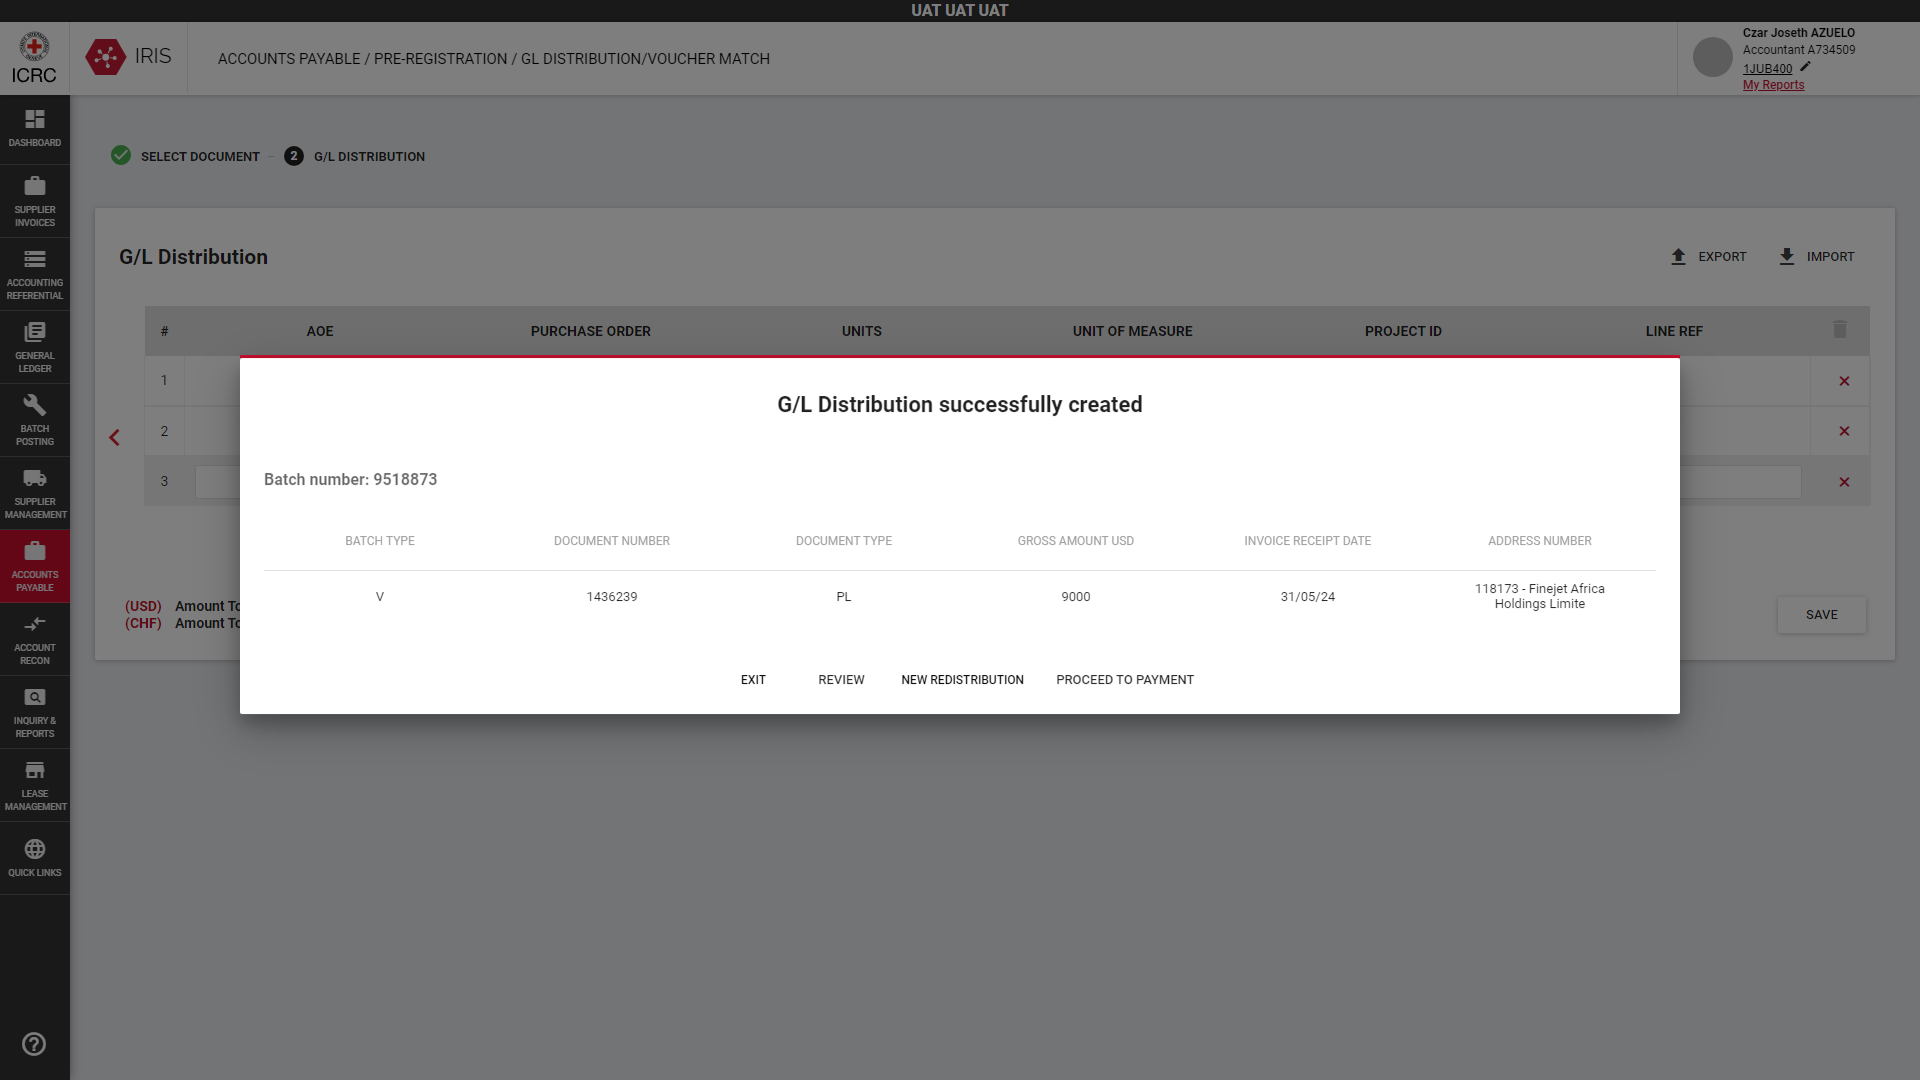 UAT UAT UAT
ICRC
IRIS
ACCOUNTS PAYABLE / PRE-REGISTRATION / GL DISTRIBUTION/VOUCHER MATCH
Czar Joseth AZUELO
Accountant A734509
1JUB400
My Reports
DASHBOARD
SUPPLIER
INVOICES
ACCOUNTING
REFERENTIAL
GENERAL
LEDGER
BATCH
POSTING
SUPPLIER
MANAGEMENT
ACCOUNTS
PAYABLE
ACCOUNT
RECON
INQUIRY &
REPORTS
LEASE
MANAGEMENT
QUICK LINKS
SELECT DOCUMENT
2 G/L DISTRIBUTION
G/L Distribution
EXPORT IMPORT
# AOE PURCHASE ORDER UNITS UNIT OF MEASURE PROJECT ID LINE REF
1
2
3
(USD) Amount To
(CHF) Amount To
SAVE
G/L Distribution successfully created
Batch number: 9518873
BATCH TYPE DOCUMENT NUMBER DOCUMENT TYPE GROSS AMOUNT USD INVOICE RECEIPT DATE ADDRESS NUMBER
V 1436239 PL 9000 31/05/24 118173 - Finejet Africa
Holdings Limite
EXIT REVIEW NEW REDISTRIBUTION PROCEED TO PAYMENT